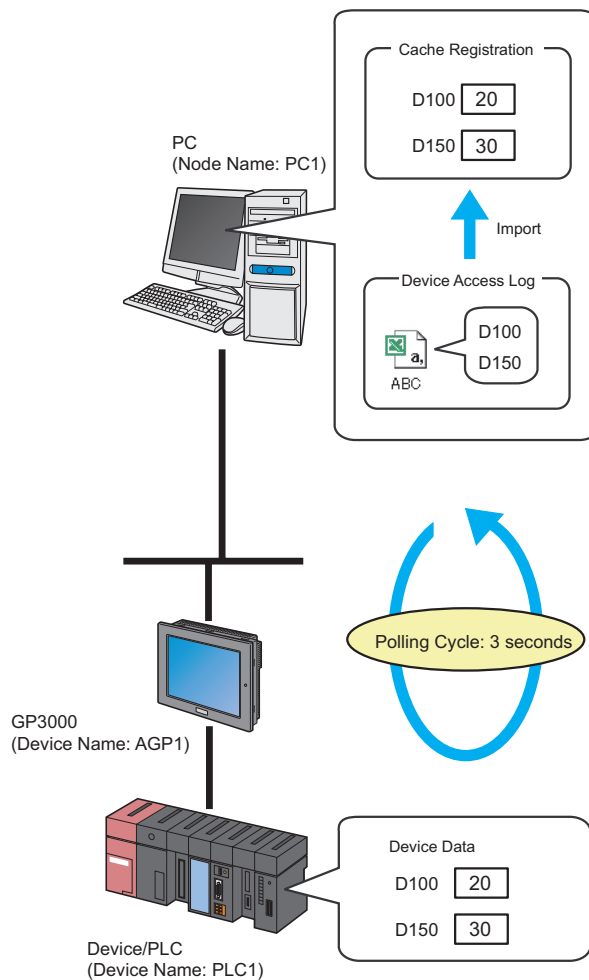 Cache Registration
D100 20
D150 30
PC
(Node Name: PC1)
Import
Device Access Log
a,
D100
D150
ABC
Polling Cycle: 3 seconds
GP3000
(Device Name: AGP1)
Device Data
D100 20
D150 30
Device/PLC
(Device Name: PLC1)